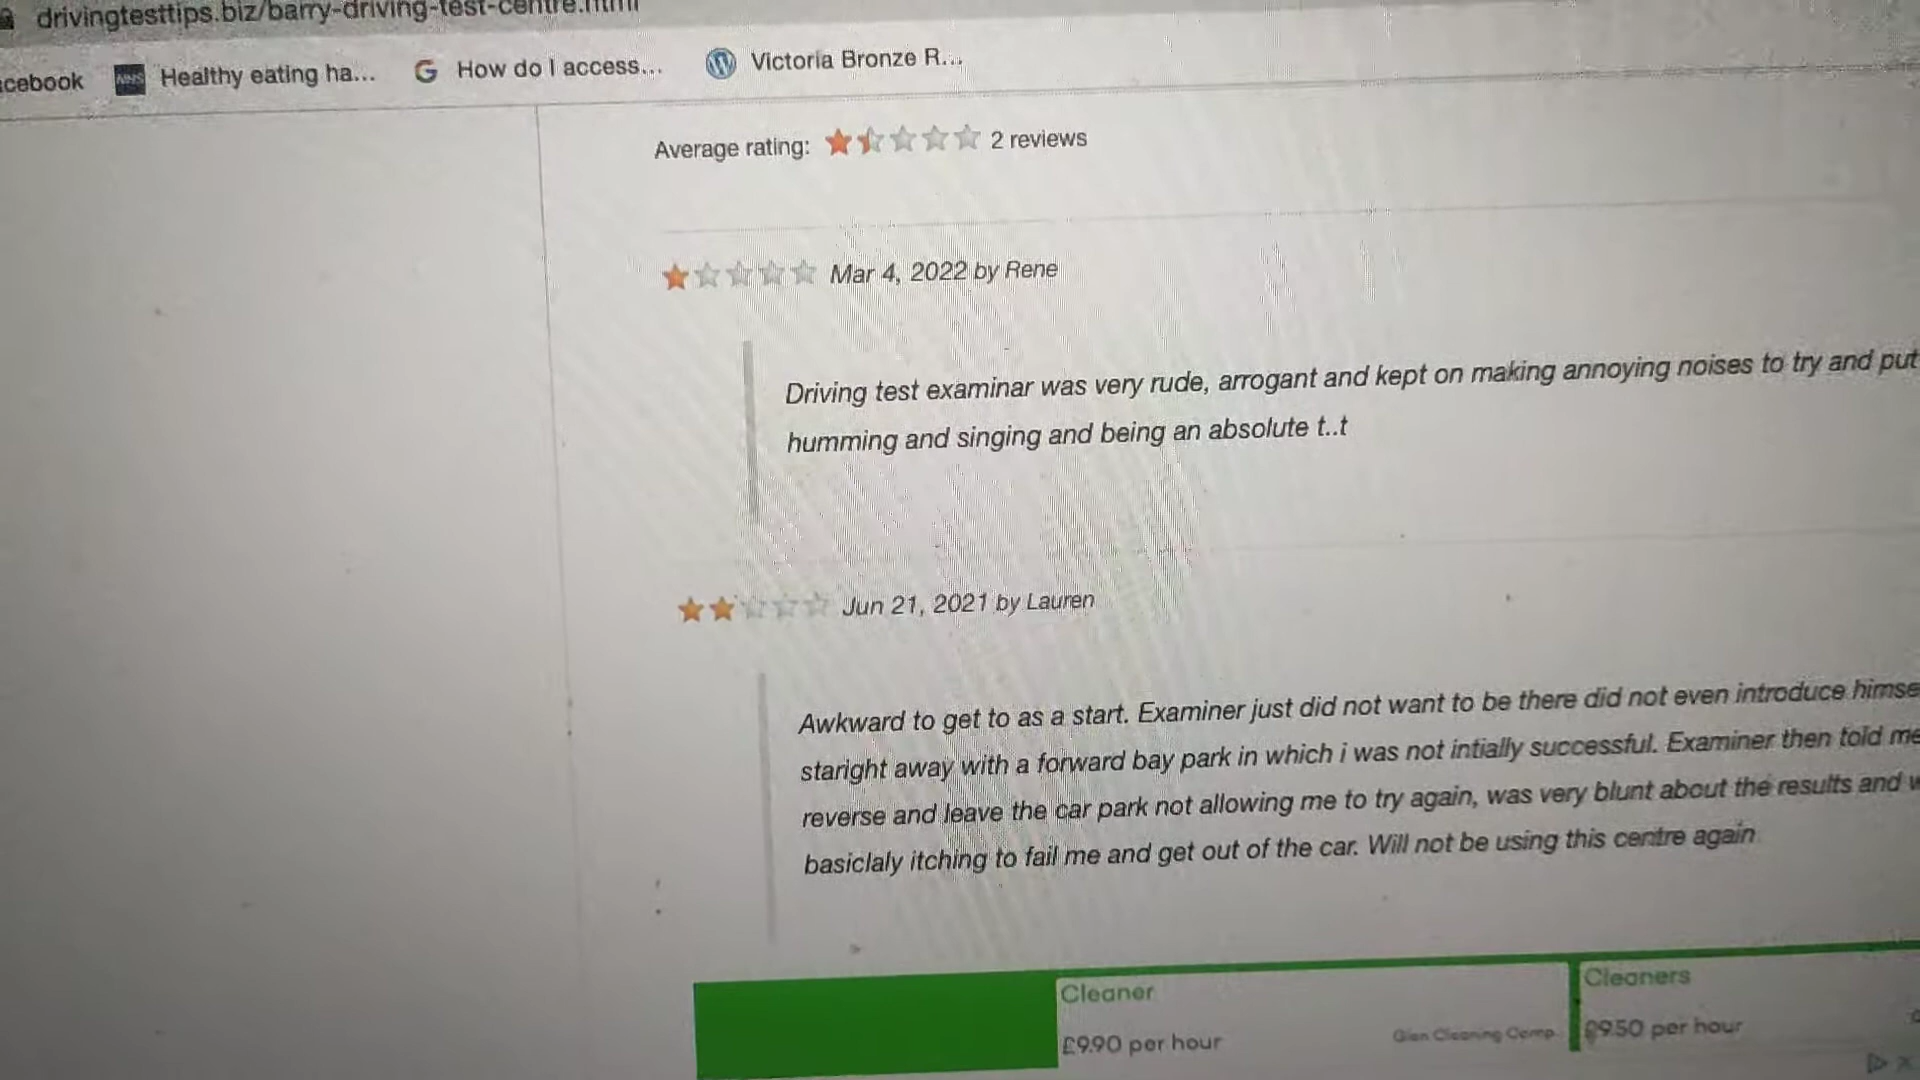 drivingtesttips.biz/barry-driving-test-centre.html
cebook
NHS
Healthy eating ha...
How do I access...
Victoria Bronze R...
Average rating:
2 reviews
Mar 4, 2022 by Rene
Driving test examinar was very rude, arrogant and kept on making annoying noises to try and put
humming and singing and being an absolute t..t
Jun 21, 2021 by Lauren
Awkward to get to as a start. Examiner just did not want to be there did not even introduce himse
staright away with a forward bay park in which i was not intially successful. Examiner then told me
reverse and leave the car park not allowing me to try again, was very blunt about the results and w
basiclaly itching to fail me and get out of the car. Will not be using this centre again
Cleaner
Cleaners
£9.90 per hour
Glen Cleaning Comp
£9.50 per hour